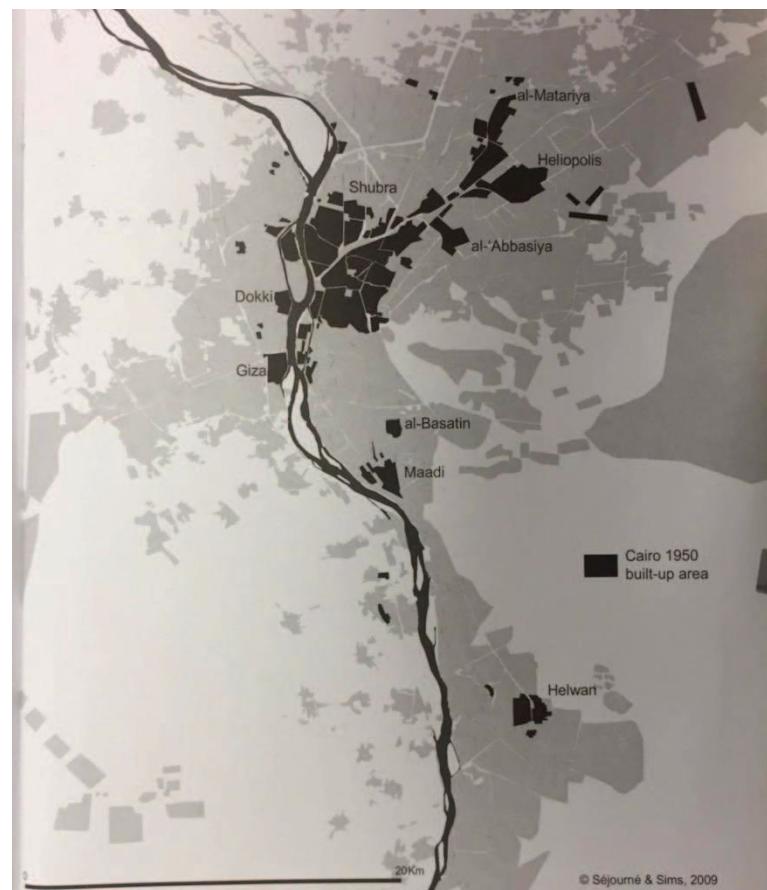 al-Matariya
Heliopolis
Shubra
al-'Abbasiya
Dokki
Giza
al-Basatin
Maadi
Cairo 1950
built-up area
Helwan
0
20Km
© Séjourné & Sims, 2009